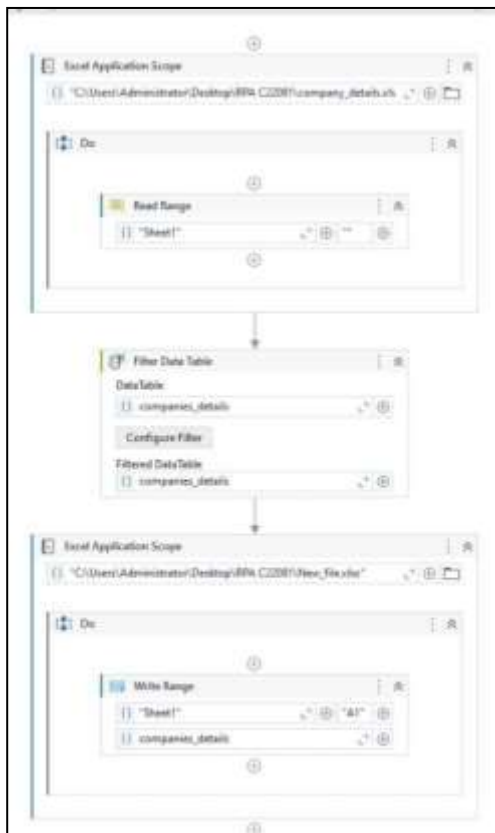 Excel Application Scope
"C:\Users\Administrator\Desktop\RPA C22081\company_details.xls
Do
Read Range
"Sheet1" ""
Filter Data Table
DataTable
companies_details
Configure Filter
Filtered DataTable
companies_details
Excel Application Scope
"C:\Users\Administrator\Desktop\RPA C22081\New_File.xlsx"
Do
Write Range
"Sheet1" "A1"
companies_details